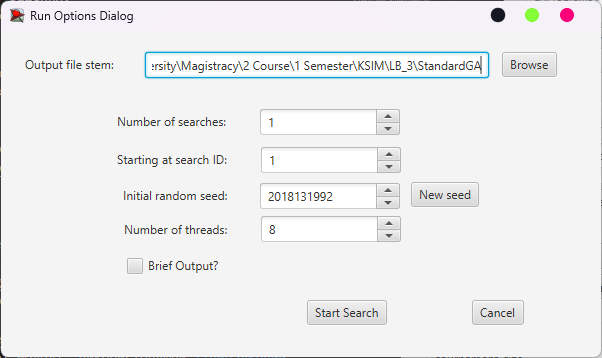 Run Options Dialog
Output file stem: ersity\Magistracy\2 Course\1 Semester\KSIM\LB_3\StandardGA Browse
Number of searches: 1
Starting at search ID: 1
Initial random seed: 2018131992 New seed
Number of threads: 8
Brief Output?
Start Search Cancel